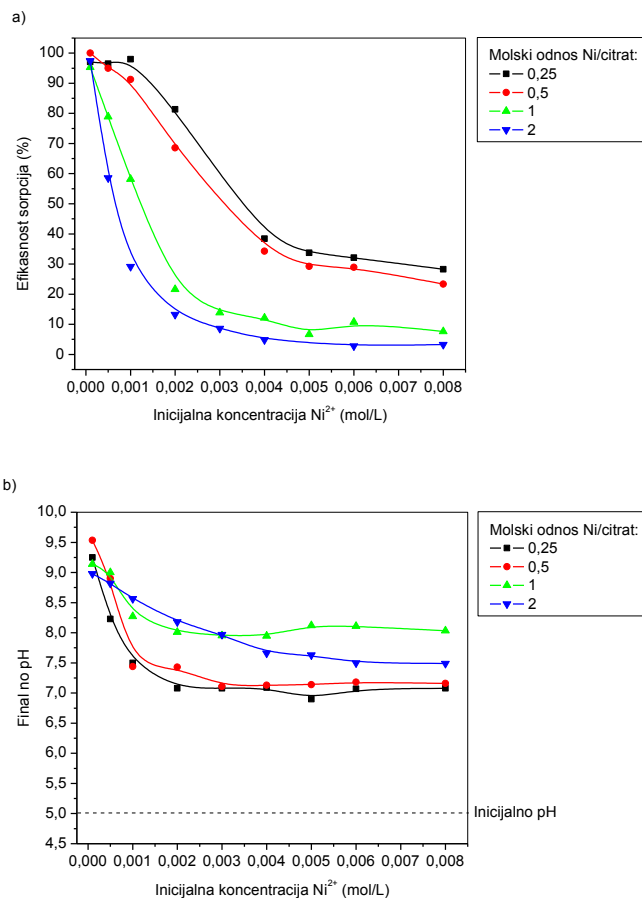 a)
Efikasnost sorpcija (%)
100
90
80
70
60
50
40
30
20
10
0
0,000 0,001 0,002 0,003 0,004 0,005 0,006 0,007 0,008
Inicijalna koncentracija Ni²⁺ (mol/L)
Molski odnos Ni/citrat:
0,25
0,5
1
2
b)
Final no pH
10,0
9,5
9,0
8,5
8,0
7,5
7,0
6,5
6,0
5,5
5,0
4,5
Inicijalno pH
0,000 0,001 0,002 0,003 0,004 0,005 0,006 0,007 0,008
Inicijalna koncentracija Ni²⁺ (mol/L)
Molski odnos Ni/citrat:
0,25
0,5
1
2